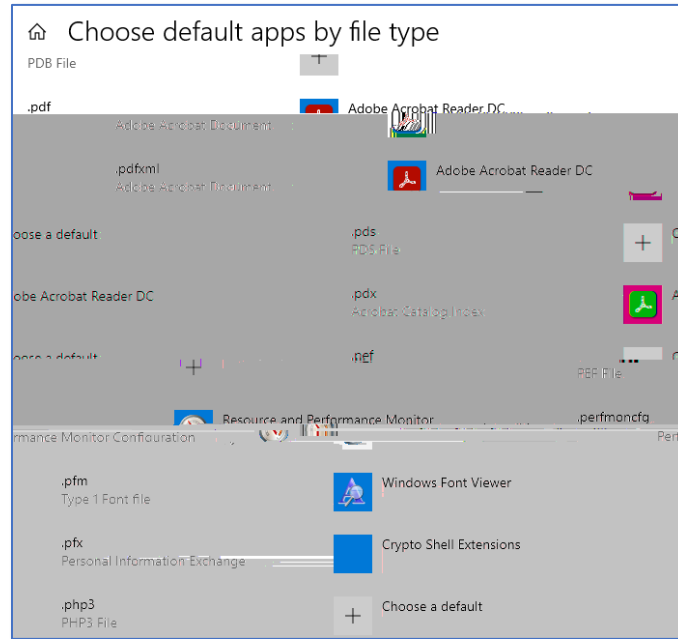 Choose default apps by file type
PDB File
.pdf
Adobe Acrobat Reader DC
Adobe Acrobat Document
.pdfxml
Adobe Acrobat Reader DC
Adobe Acrobat Document
oose a default
.pds
PDS File
C
obe Acrobat Reader DC
.pdx
A
Acrobat Catalog Index
oose a default
.pef
PEF File
Resource and Performance Monitor
.perfmoncfg
rmance Monitor Configuration
Perf
.pfm
Windows Font Viewer
Type 1 Font file
.pfx
Crypto Shell Extensions
Personal Information Exchange
.php3
Choose a default
PHP3 File